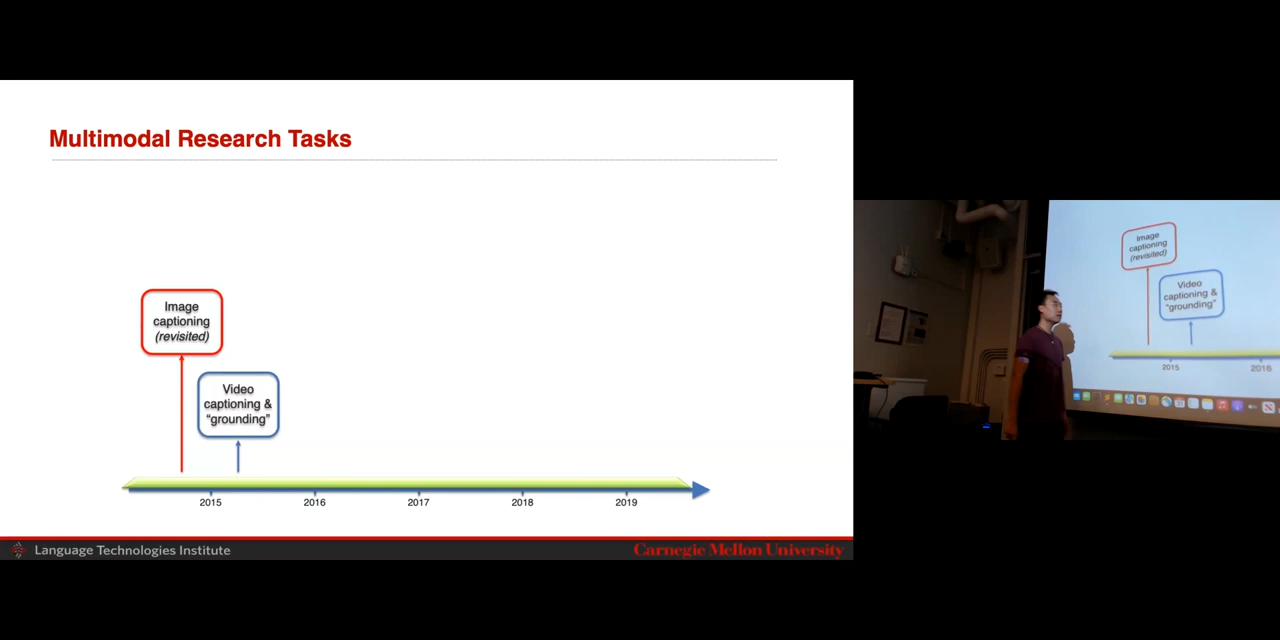 Multimodal Research Tasks
Image
captioning
(revisited)
Video
captioning &
“grounding”
2015
2016
2017
2018
2019
Language Technologies Institute
Carnegie Mellon University
Image
captioning
(revisited)
Video
captioning &
“grounding”
2015
2016